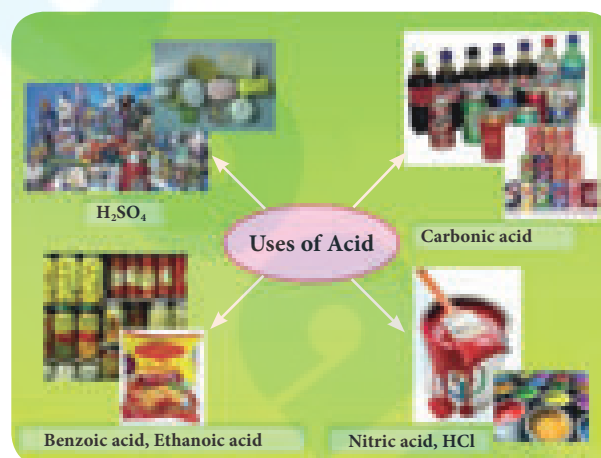 H₂SO₄
Carbonic acid
Uses of Acid
Benzoic acid, Ethanoic acid
Nitric acid, HCl